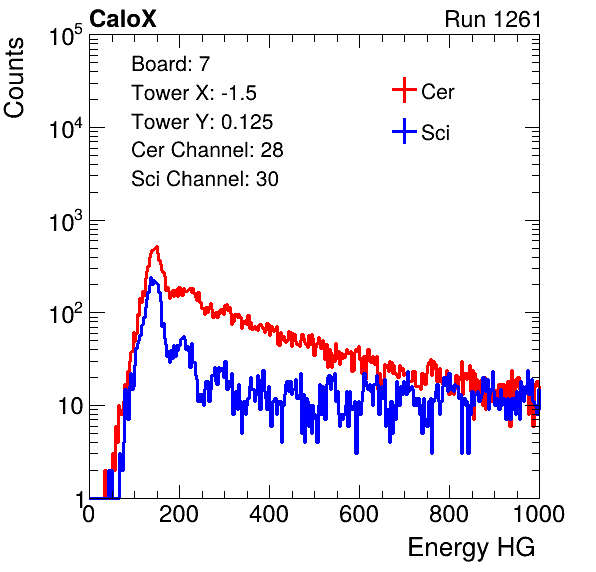 CaloX Run 1261
Counts
10^5
10^4
10^3
10^2
10
1
Board: 7
Tower X: -1.5
Tower Y: 0.125
Cer Channel: 28
Sci Channel: 30
Cer
Sci
0 200 400 600 800 1000
Energy HG